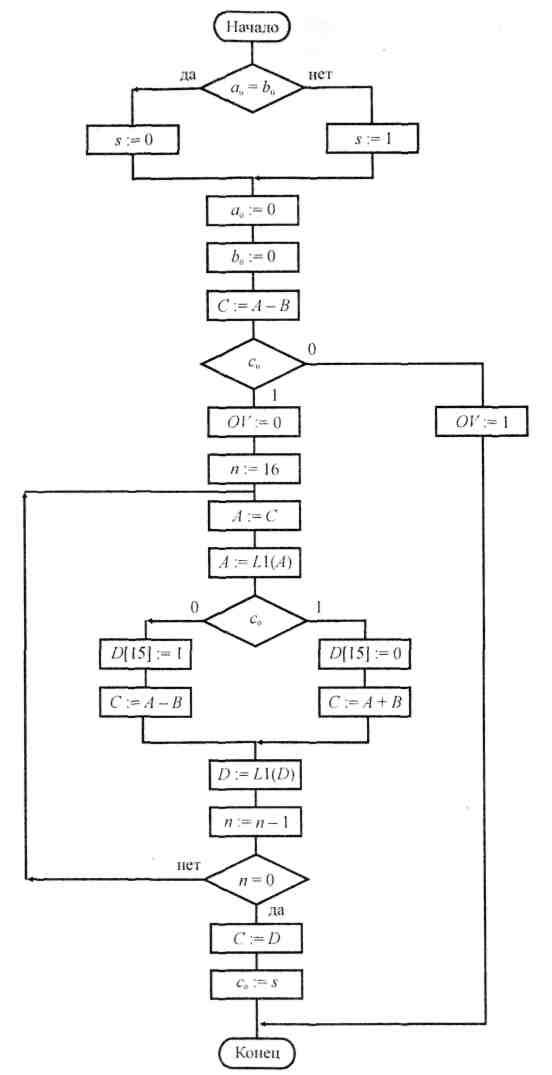 Начало
да
нет
a₀ = b₀
s := 0
s := 1
a₀ := 0
b₀ := 0
C := A – B
c₀
0
1
OV := 0
OV := 1
n := 16
A := C
A := L1(A)
0
c₀
1
D[15] := 1
D[15] := 0
C := A – B
C := A + B
D := L1(D)
n := n – 1
нет
n = 0
да
C := D
c₀ := s
Конец